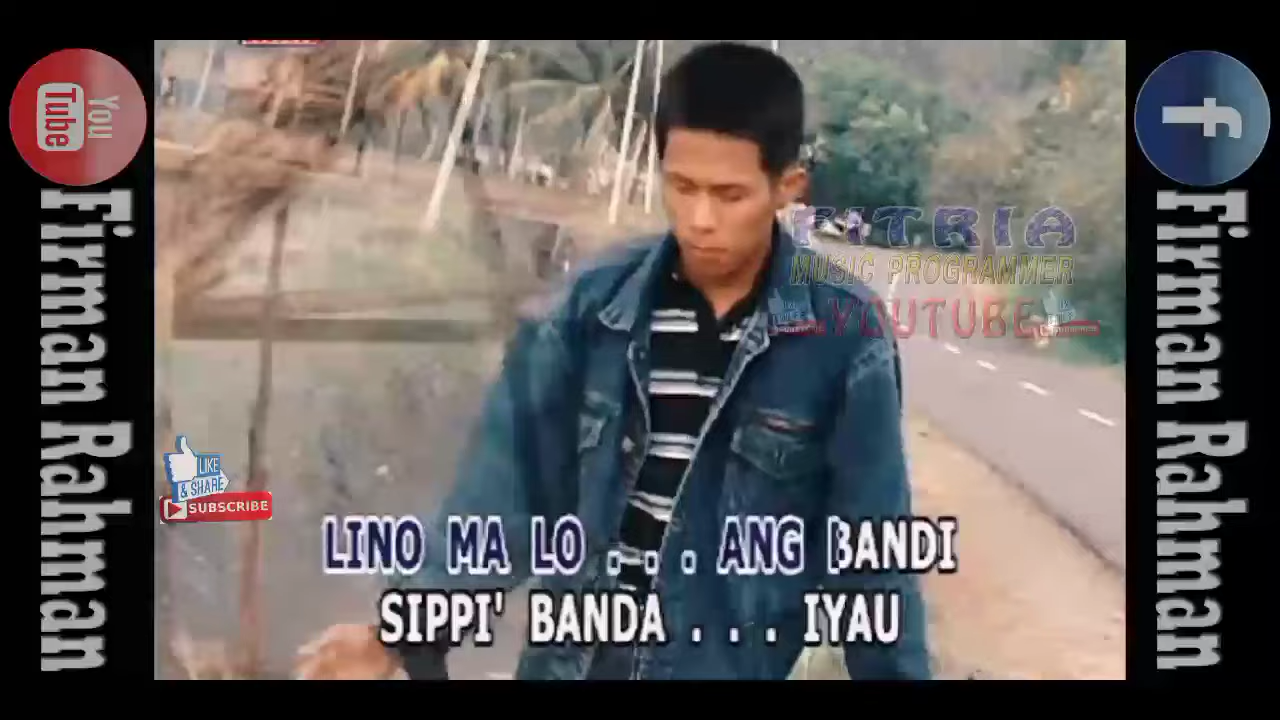 You
Tube
Firman Rahman
FITRIA
MUSIC PROGRAMMER
YOUTUBE
LIKE
& SHARE
SUBSCRIBE
LINO MA LO . . . ANG BANDI
SIPPI' BANDA . . . IYAU
f
Firman Rahman